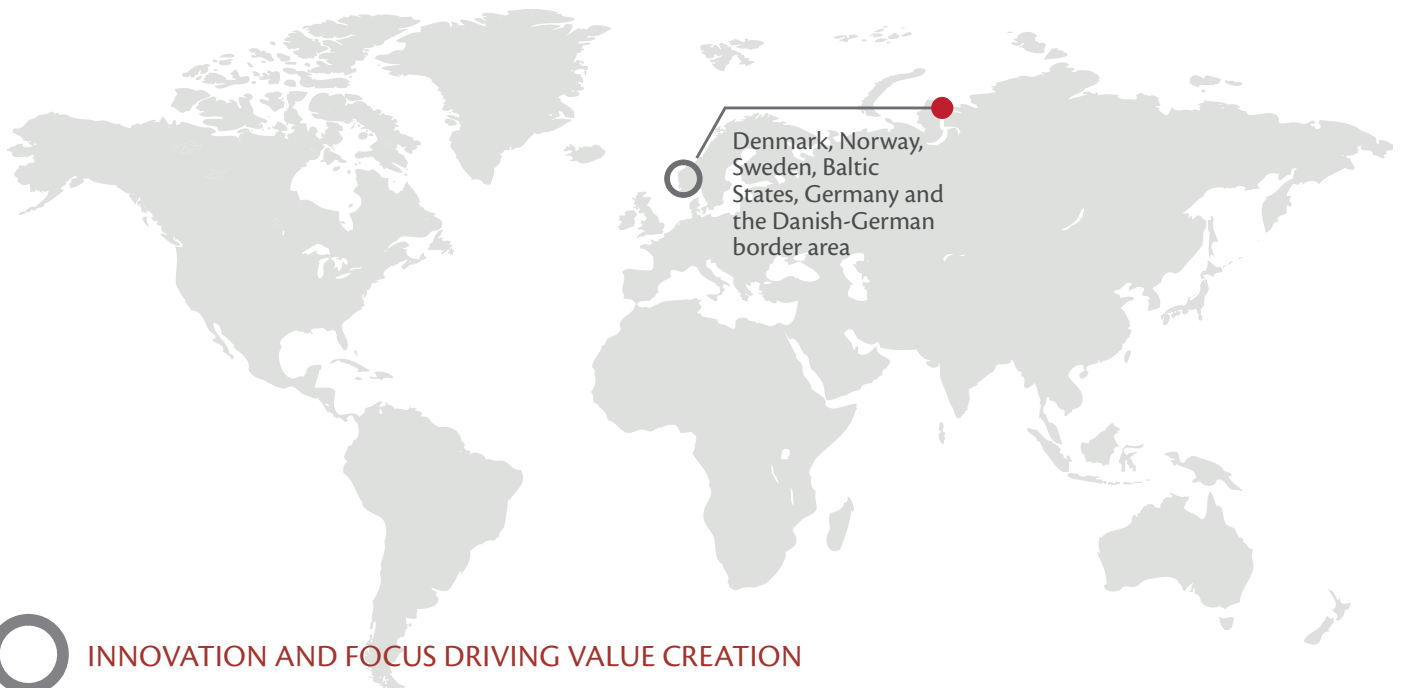 Denmark, Norway,
Sweden, Baltic
States, Germany and
the Danish-German
border area
INNOVATION AND FOCUS DRIVING VALUE CREATION